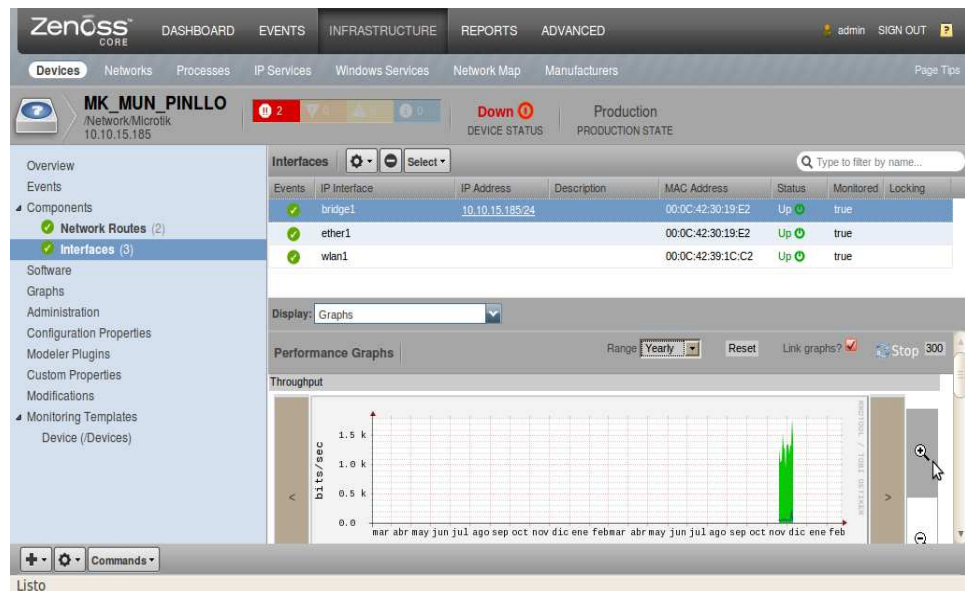 Zenōss CORE
DASHBOARD EVENTS INFRASTRUCTURE REPORTS ADVANCED
admin SIGN OUT ?
Devices Networks Processes IP Services Windows Services Network Map Manufacturers Page Tips
MK_MUN_PINLLO
/Network/Microtik
10.10.15.185
2 0
Down
DEVICE STATUS
Production
PRODUCTION STATE
Overview
Events
Components
Network Routes (2)
Interfaces (3)
Software
Graphs
Administration
Configuration Properties
Modeler Plugins
Custom Properties
Modifications
Monitoring Templates
Device (/Devices)
Interfaces Select Type to filter by name...
Events IP Interface IP Address Description MAC Address Status Monitored Locking
bridge1 10.10.15.185/24 00:0C:42:30:19:E2 Up true
ether1 00:0C:42:30:19:E2 Up true
wlan1 00:0C:42:39:1C:C2 Up true
Display: Graphs
Performance Graphs Range Yearly Reset Link graphs? Stop 300
Throughput
bits/sec
1.5 k
1.0 k
0.5 k
0.0
mar abr may jun jul ago sep oct nov dic ene febmar abr may jun jul ago sep oct nov dic ene feb
RRDTOOL / TOBI OETIKER
< >
Commands
Listo